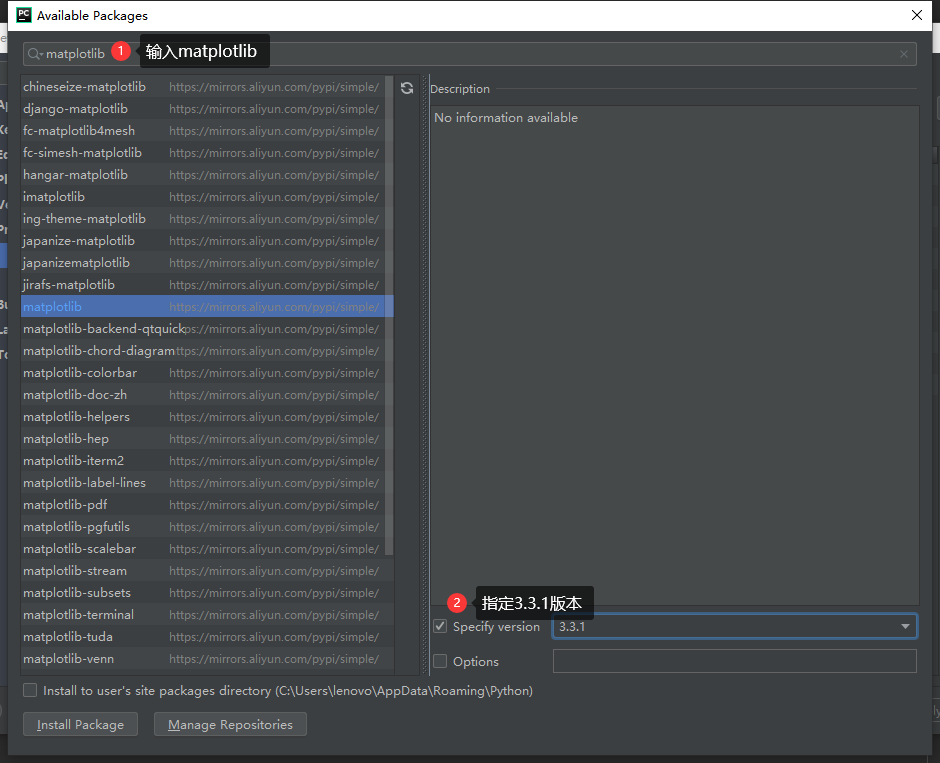 PC Available Packages
matplotlib 1 输入matplotlib
chineseize-matplotlib https://mirrors.aliyun.com/pypi/simple/
django-matplotlib https://mirrors.aliyun.com/pypi/simple/
fc-matplotlib4mesh https://mirrors.aliyun.com/pypi/simple/
fc-simesh-matplotlib https://mirrors.aliyun.com/pypi/simple/
hangar-matplotlib https://mirrors.aliyun.com/pypi/simple/
imatplotlib https://mirrors.aliyun.com/pypi/simple/
ing-theme-matplotlib https://mirrors.aliyun.com/pypi/simple/
japanize-matplotlib https://mirrors.aliyun.com/pypi/simple/
japanizematplotlib https://mirrors.aliyun.com/pypi/simple/
jirafs-matplotlib https://mirrors.aliyun.com/pypi/simple/
matplotlib https://mirrors.aliyun.com/pypi/simple/
matplotlib-backend-qtquick ps://mirrors.aliyun.com/pypi/simple/
matplotlib-chord-diagram ttps://mirrors.aliyun.com/pypi/simple/
matplotlib-colorbar https://mirrors.aliyun.com/pypi/simple/
matplotlib-doc-zh https://mirrors.aliyun.com/pypi/simple/
matplotlib-helpers https://mirrors.aliyun.com/pypi/simple/
matplotlib-hep https://mirrors.aliyun.com/pypi/simple/
matplotlib-iterm2 https://mirrors.aliyun.com/pypi/simple/
matplotlib-label-lines https://mirrors.aliyun.com/pypi/simple/
matplotlib-pdf https://mirrors.aliyun.com/pypi/simple/
matplotlib-pgfutils https://mirrors.aliyun.com/pypi/simple/
matplotlib-scalebar https://mirrors.aliyun.com/pypi/simple/
matplotlib-stream https://mirrors.aliyun.com/pypi/simple/
matplotlib-subsets https://mirrors.aliyun.com/pypi/simple/
matplotlib-terminal https://mirrors.aliyun.com/pypi/simple/
matplotlib-tuda https://mirrors.aliyun.com/pypi/simple/
matplotlib-venn https://mirrors.aliyun.com/pypi/simple/
Description
No information available
2 指定3.3.1版本
Specify version 3.3.1
Options
Install to user's site packages directory (C:\Users\lenovo\AppData\Roaming\Python)
Install Package Manage Repositories